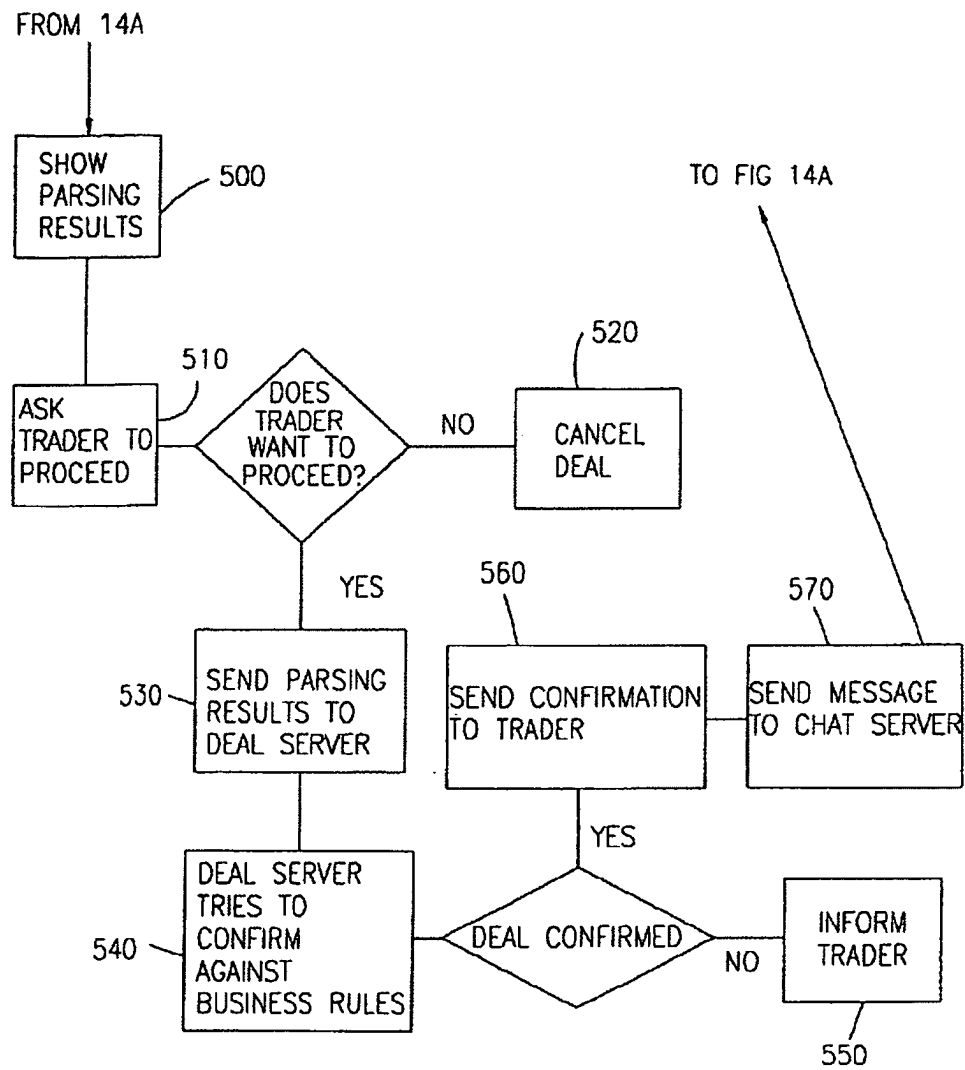 FROM 14A
SHOW
PARSING
RESULTS
500
TO FIG 14A
510
520
ASK
TRADER TO
PROCEED
DOES
TRADER
WANT TO
PROCEED?
NO
CANCEL
DEAL
YES
560
570
530
SEND PARSING
RESULTS TO
DEAL SERVER
SEND CONFIRMATION
TO TRADER
SEND MESSAGE
TO CHAT SERVER
YES
540
DEAL SERVER
TRIES TO
CONFIRM
AGAINST
BUSINESS RULES
DEAL CONFIRMED
NO
INFORM
TRADER
550